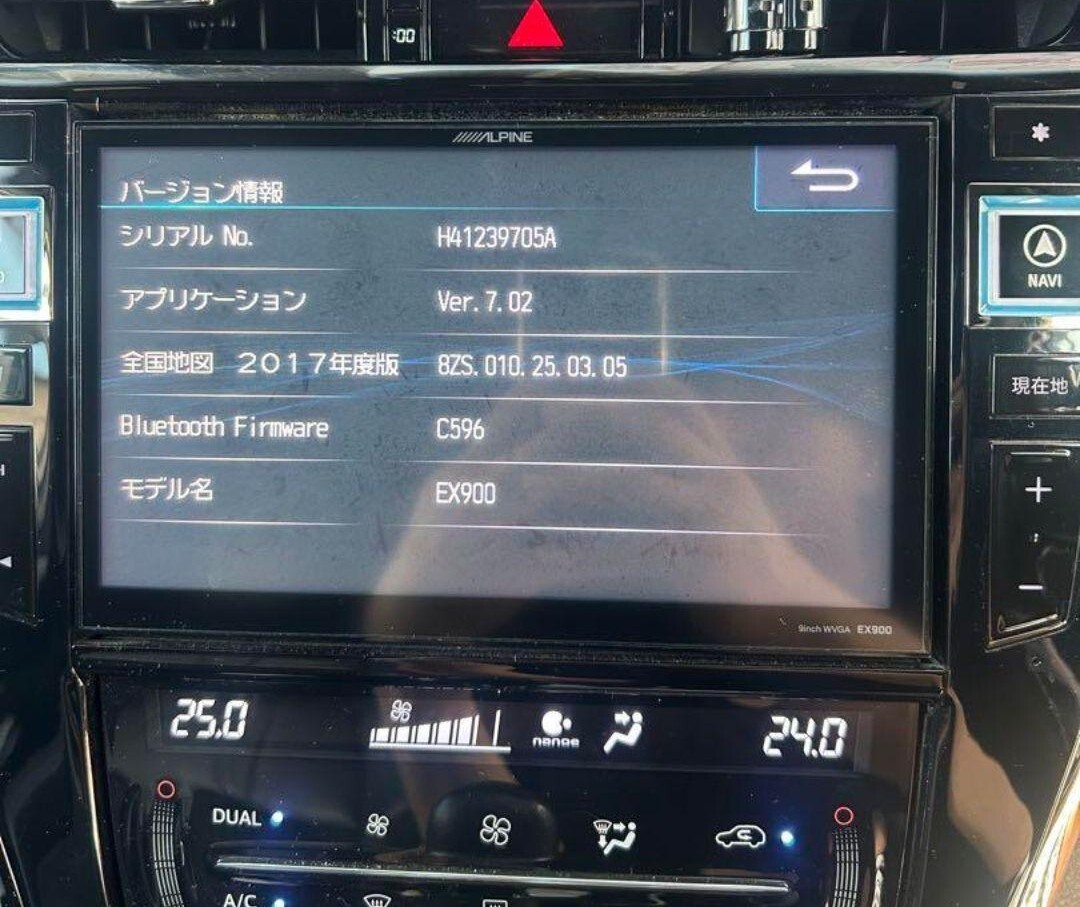 :00
ALPINE
バージョン情報
シリアル No. H41239705A
アプリケーション Ver.7.02
全国地図 2017年度版 8ZS.010.25.03.05
Bluetooth Firmware C596
モデル名 EX900
9inch WVGA EX900
NAVI
現在地
+
-
25.0
nanoe
24.0
DUAL
A/C